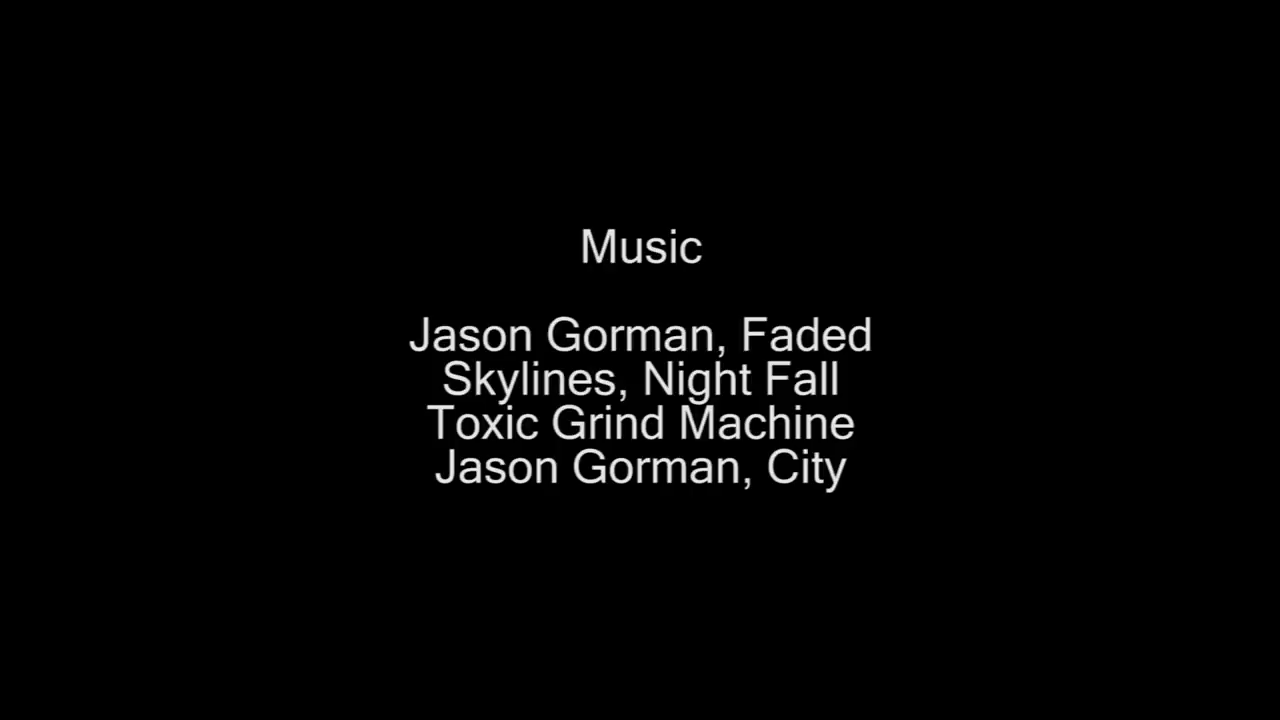 Music
Jason Gorman, Faded
Skylines, Night Fall
Toxic Grind Machine
Jason Gorman, City